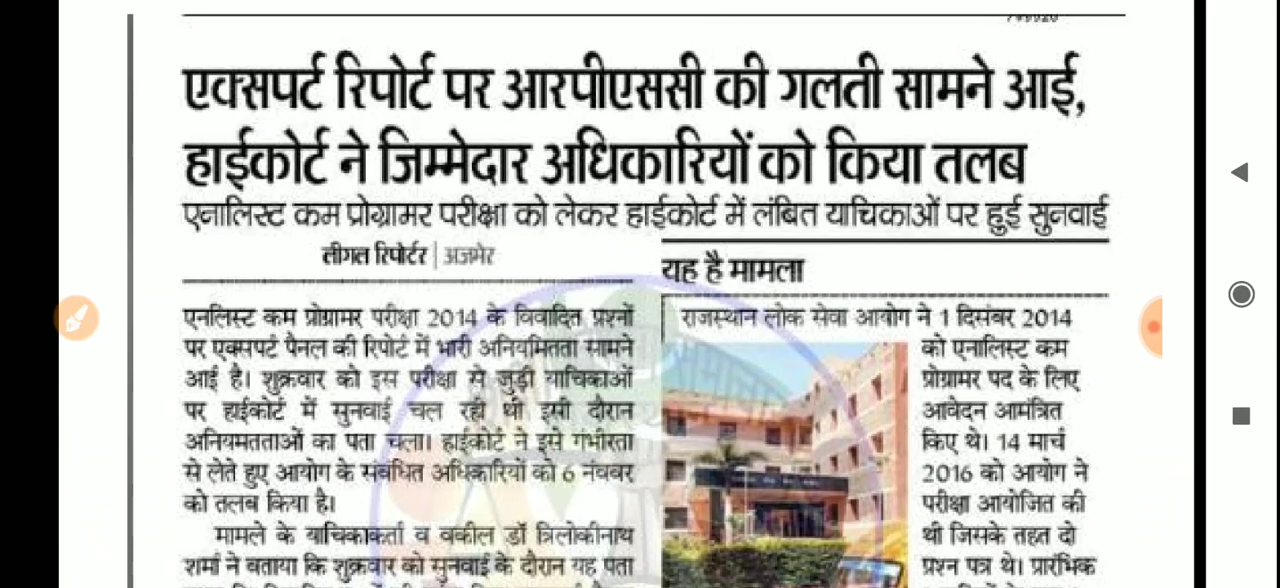 एक्सपर्ट रिपोर्ट पर आरपीएससी की गलती सामने आई,
हाईकोर्ट ने जिम्मेदार अधिकारियों को किया तलब
एनालिस्ट कम प्रोग्रामर परीक्षा को लेकर हाईकोर्ट में लंबित याचिकाओं पर हुई सुनवाई
लीगल रिपोर्टर | अजमेर
एनलिस्ट कम प्रोग्रामर परीक्षा 2014 के विवादित प्रश्नों
पर एक्सपर्ट पैनल की रिपोर्ट में भारी अनियमितता सामने
आई है। शुक्रवार को इस परीक्षा से जुड़ी याचिकाओं
पर हाईकोर्ट में सुनवाई चल रही थी इसी दौरान
अनियमतताओं का पता चला। हाईकोर्ट ने इसे गंभीरता
से लेते हुए आयोग के संबंधित अधिकारियों को 6 नवंबर
को तलब किया है।
मामले के याचिकाकर्ता व वकील डॉ त्रिलोकीनाथ
शर्मा ने बताया कि शुक्रवार को सुनवाई के दौरान यह पता
यह है मामला
राजस्थान लोक सेवा आयोग ने 1 दिसंबर 2014
को एनालिस्ट कम
प्रोग्रामर पद के लिए
आवेदन आमंत्रित
किए थे। 14 मार्च
2016 को आयोग ने
परीक्षा आयोजित की
थी जिसके तहत दो
प्रश्न पत्र थे। प्रारंभिक